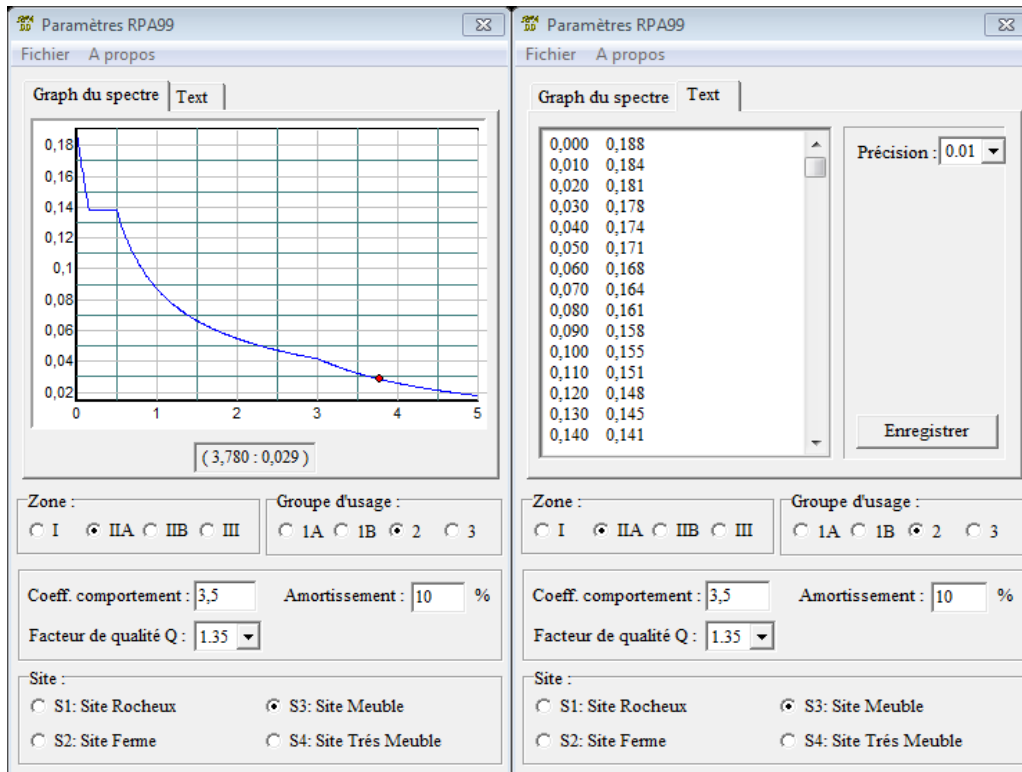 Paramètres RPA99
Fichier A propos
Graph du spectre Text
0,18
0,16
0,14
0,12
0,1
0,08
0,06
0,04
0,02
0 1 2 3 4 5
( 3,780 : 0,029 )
Zone :
I IIA IIB III
Groupe d'usage :
1A 1B 2 3
Coeff. comportement : 3,5 Amortissement : 10 %
Facteur de qualité Q : 1.35
Site :
S1: Site Rocheux S3: Site Meuble
S2: Site Ferme S4: Site Trés Meuble
Paramètres RPA99
Fichier A propos
Graph du spectre Text
0,000 0,188
0,010 0,184
0,020 0,181
0,030 0,178
0,040 0,174
0,050 0,171
0,060 0,168
0,070 0,164
0,080 0,161
0,090 0,158
0,100 0,155
0,110 0,151
0,120 0,148
0,130 0,145
0,140 0,141
Précision : 0.01
Enregistrer
Zone :
I IIA IIB III
Groupe d'usage :
1A 1B 2 3
Coeff. comportement : 3,5 Amortissement : 10 %
Facteur de qualité Q : 1.35
Site :
S1: Site Rocheux S3: Site Meuble
S2: Site Ferme S4: Site Trés Meuble